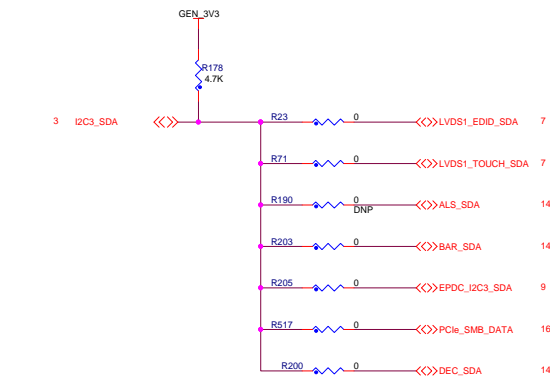 GEN_3V3
R178
4.7K
3 I2C3_SDA
R23 0 LVDS1_EDID_SDA 7
R71 0 LVDS1_TOUCH_SDA 7
R190 0 ALS_SDA 14
DNP
R203 0 BAR_SDA 14
R205 0 EPDC_I2C3_SDA 9
R517 0 PCIe_SMB_DATA 16
R200 0 DEC_SDA 14